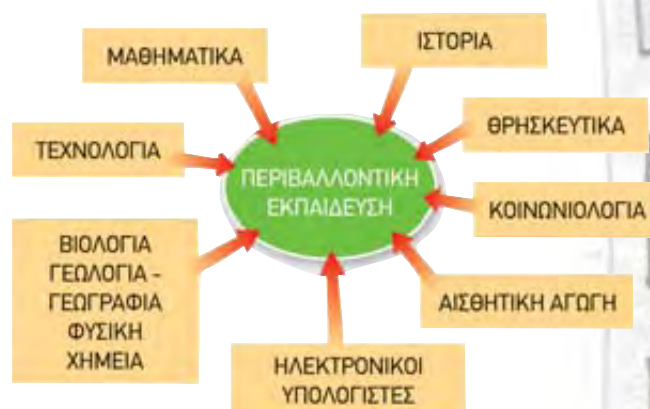 ΜΑΘΗΜΑΤΙΚΑ
ΙΣΤΟΡΙΑ
ΘΡΗΣΚΕΥΤΙΚΑ
ΤΕΧΝΟΛΟΓΙΑ
ΠΕΡΙΒΑΛΛΟΝΤΙΚΗ
ΕΚΠΑΙΔΕΥΣΗ
ΚΟΙΝΩΝΙΟΛΟΓΙΑ
ΒΙΟΛΟΓΙΑ
ΓΕΩΛΟΓΙΑ -
ΓΕΩΓΡΑΦΙΑ
ΦΥΣΙΚΗ
ΧΗΜΕΙΑ
ΑΙΣΘΗΤΙΚΗ ΑΓΩΓΗ
ΗΛΕΚΤΡΟΝΙΚΟΙ
ΥΠΟΛΟΓΙΣΤΕΣ